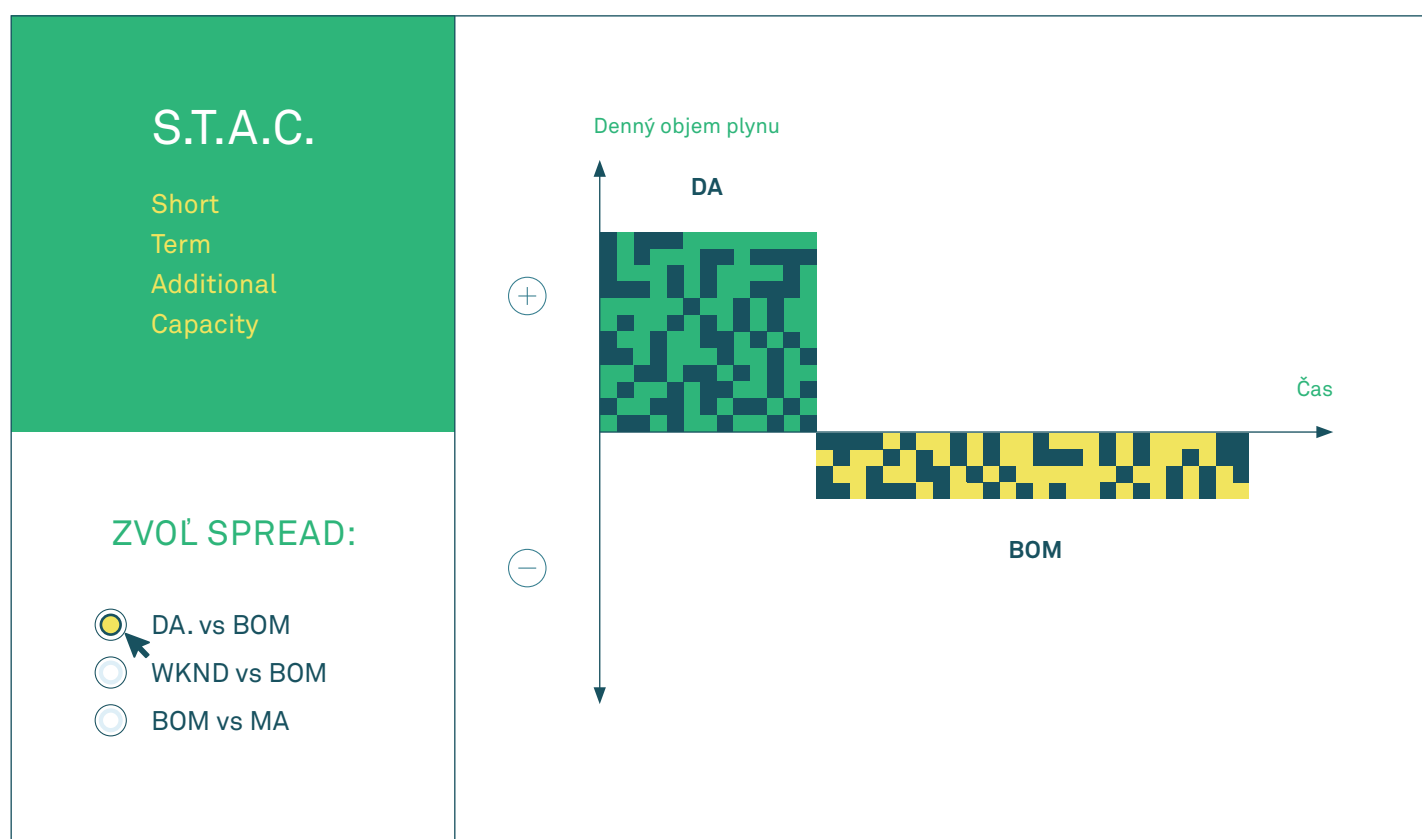 S.T.A.C.
Short
Term
Additional
Capacity
ZVOĽ SPREAD:
DA. vs BOM
WKND vs BOM
BOM vs MA
Denný objem plynu
DA
+
Čas
BOM
−